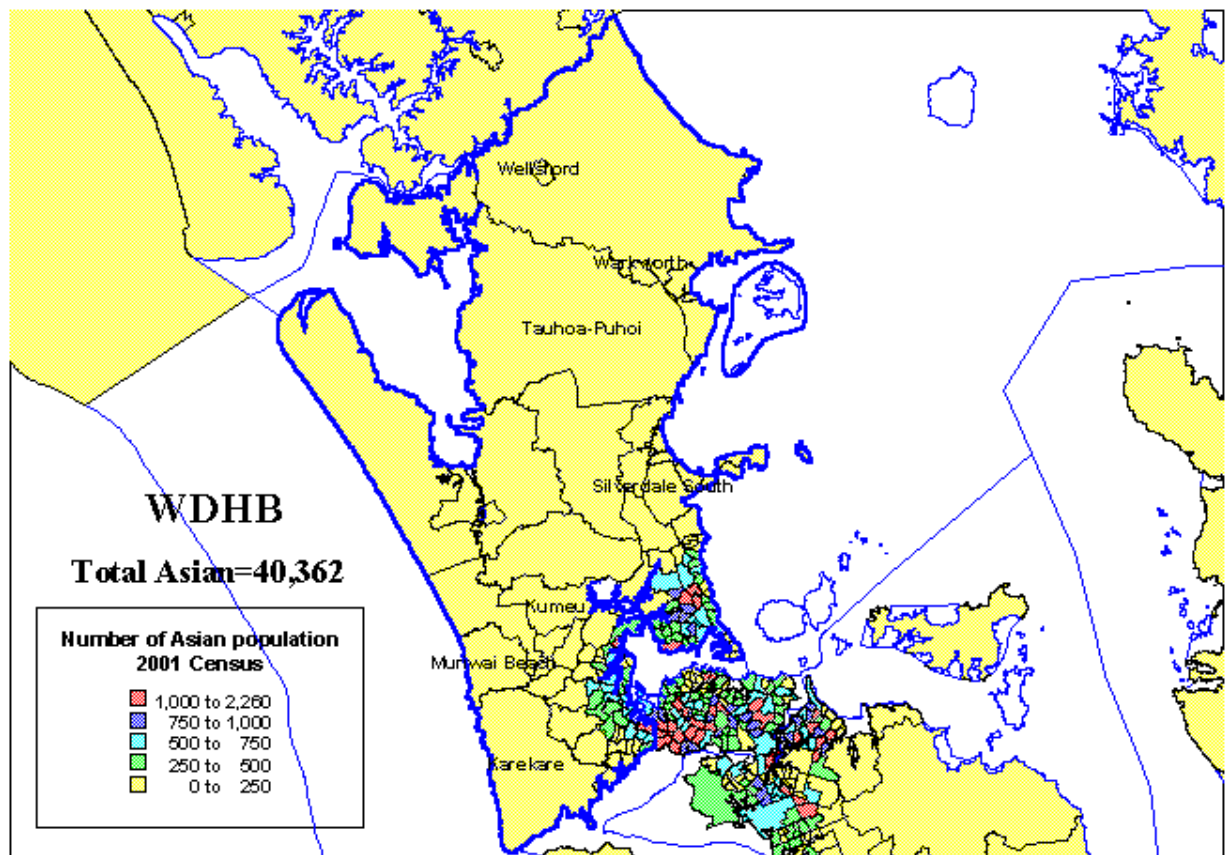 Wellsford
Warkworth
Tauhoa-Puhoi
Silverdale South
WDHB
Total Asian=40,362
Kumeu
Number of Asian population
2001 Census
Muriwai Beach
1,000 to 2,260
750 to 1,000
500 to 750
250 to 500
0 to 250
Karekare